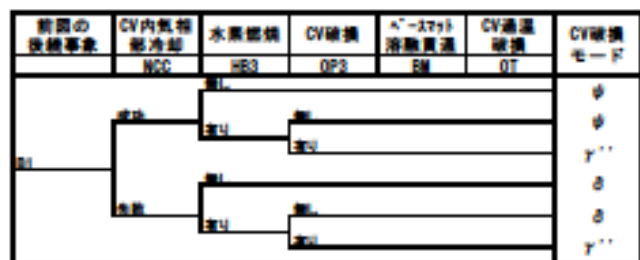 前図の
後続事象
CV内気相
部冷却
水素燃焼
CV破損
ベースマット
溶融貫通
CV過温
破損
CV破損
モード
NCC
HB3
OP3
BM
OT
無し
ψ
成功
無し
ψ
有り
有り
γ''
D1
無し
δ
失敗
無し
δ
有り
有り
γ''